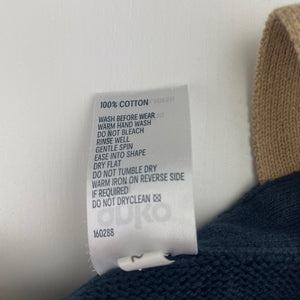 100% COTTON
WASH BEFORE WEAR
WARM HAND WASH
DO NOT BLEACH
RINSE WELL
GENTLE SPIN
EASE INTO SHAPE
DRY FLAT
DO NOT TUMBLE DRY
WARM IRON ON REVERSE SIDE
IF REQUIRED
DO NOT DRYCLEAN
160288